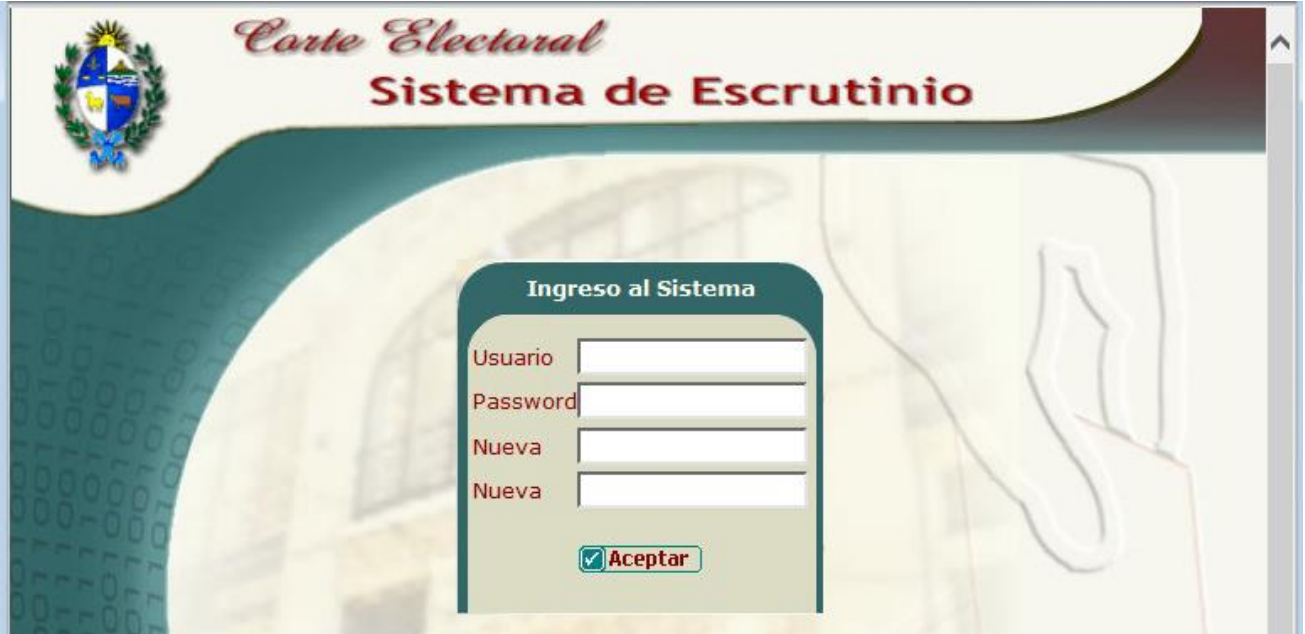 Corte Electoral
Sistema de Escrutinio
Ingreso al Sistema
Usuario
Password
Nueva
Nueva
Aceptar